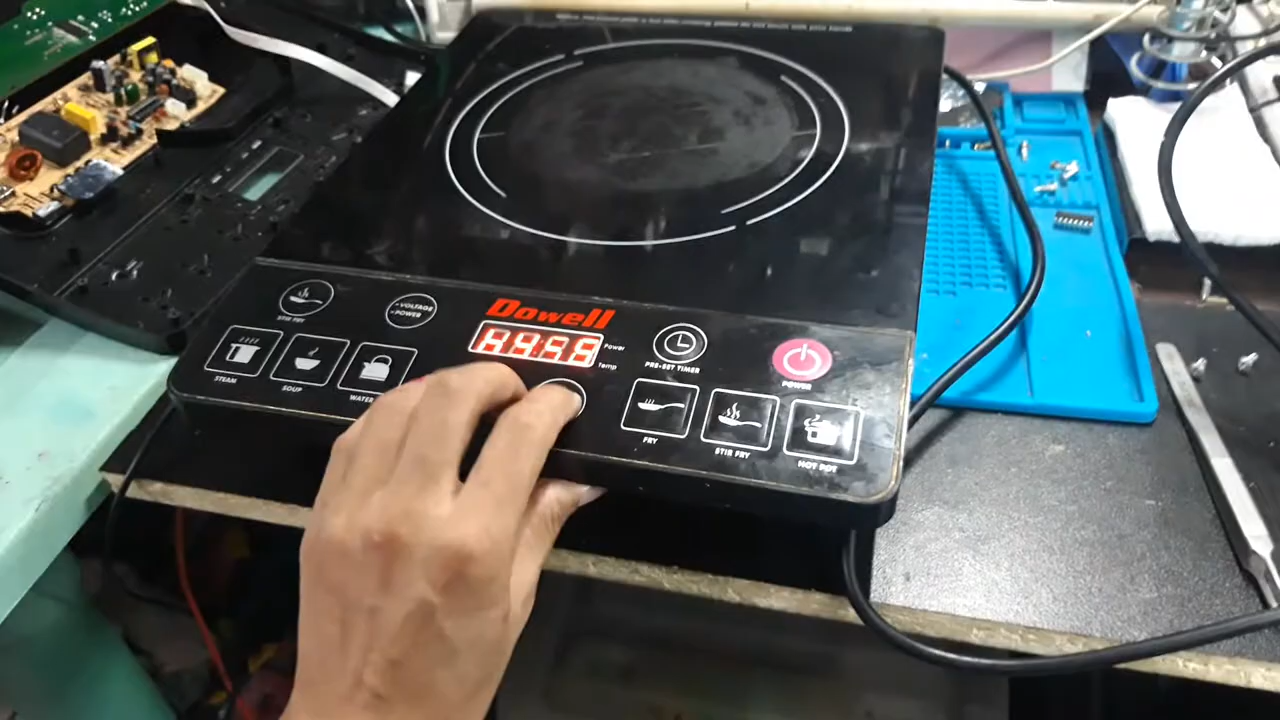 Dowell
STIR FRY
- VOLTAGE
- POWER
Power
Temp
PRE-SET TIMER
POWER
STEAM
SOUP
WATER
FRY
STIR FRY
HOT POT